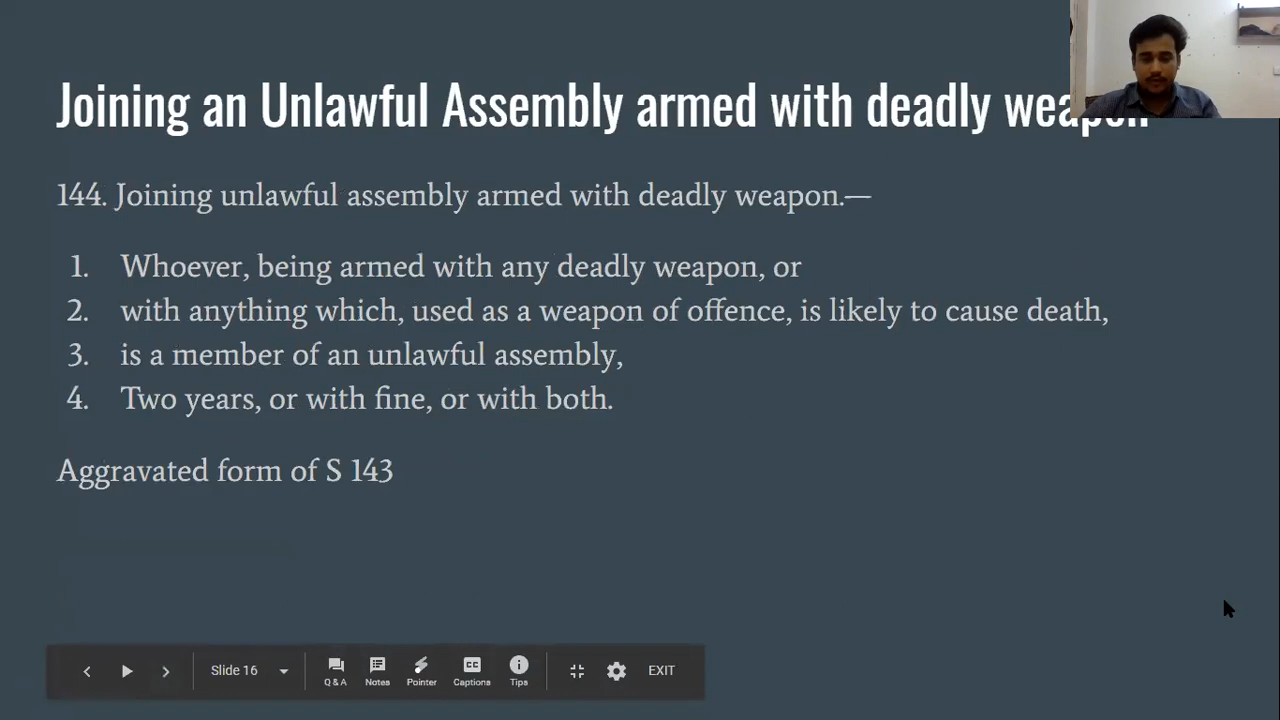 Joining an Unlawful Assembly armed with deadly weapon
144. Joining unlawful assembly armed with deadly weapon.—
1. Whoever, being armed with any deadly weapon, or
2. with anything which, used as a weapon of offence, is likely to cause death,
3. is a member of an unlawful assembly,
4. Two years, or with fine, or with both.
Aggravated form of S 143
Slide 16
Q & A Notes Pointer Captions Tips
EXIT